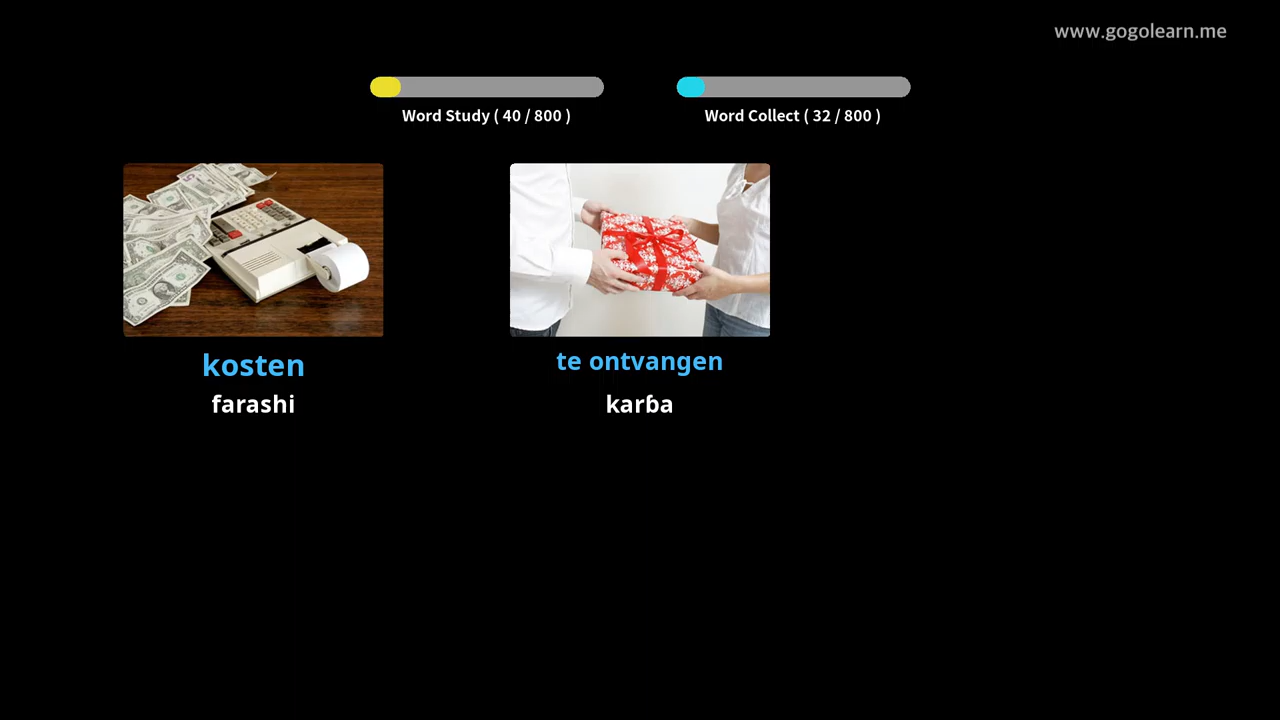 www.gogolearn.me
Word Study ( 40 / 800 )
Word Collect ( 32 / 800 )
kosten
farashi
te ontvangen
karɓa